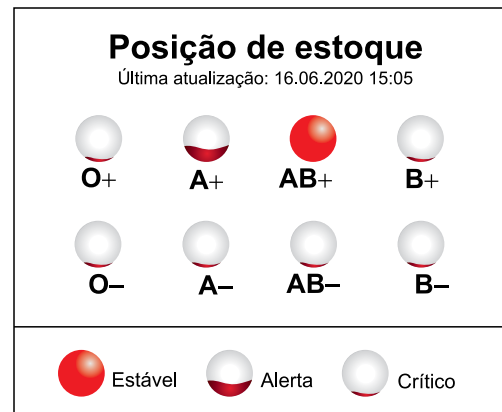 Posição de estoque
Última atualização: 16.06.2020 15:05
O+ A+ AB+ B+
O– A– AB– B–
Estável Alerta Crítico